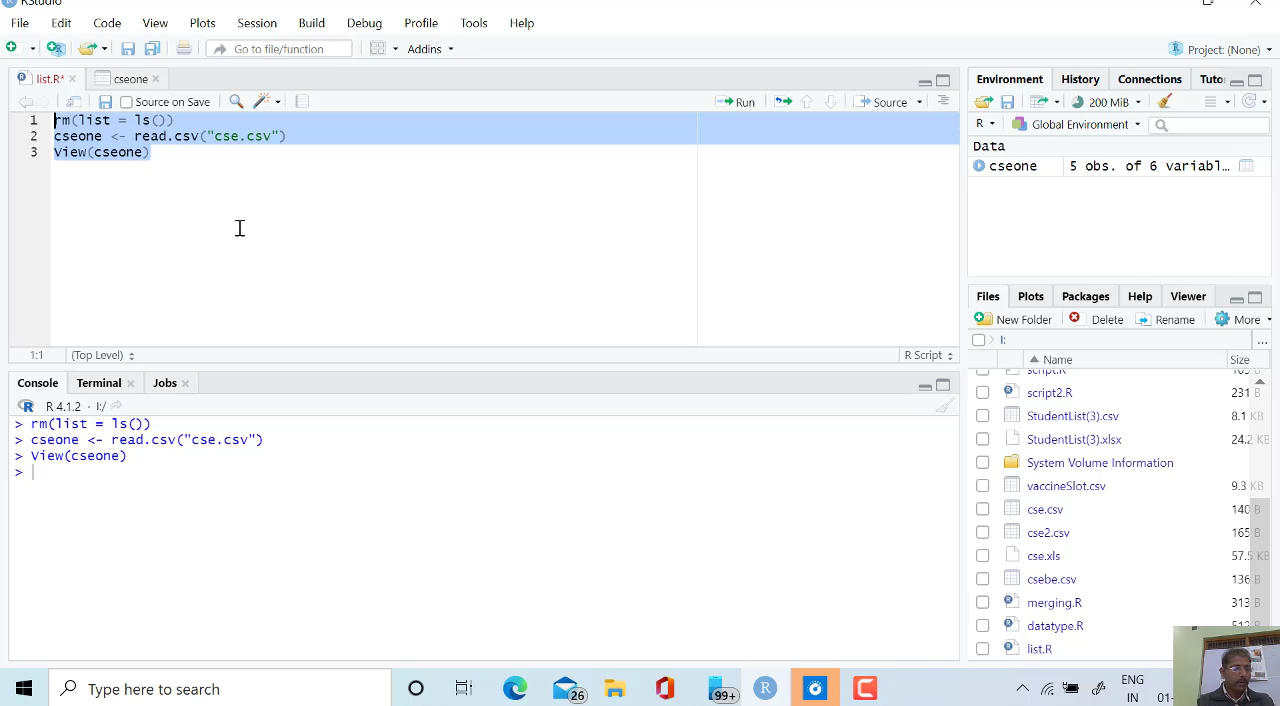 RStudio
File Edit Code View Plots Session Build Debug Profile Tools Help
Go to file/function Addins Project: (None)
list.R* cseone
Source on Save Run Source
1 rm(list = ls())
2 cseone <- read.csv("cse.csv")
3 View(cseone)
1:1 (Top Level) R Script
Console Terminal Jobs
R 4.1.2 · I:/
> rm(list = ls())
> cseone <- read.csv("cse.csv")
> View(cseone)
>
Environment History Connections Tuto
200 MiB
R Global Environment
Data
cseone 5 obs. of 6 variabl…
Files Plots Packages Help Viewer
New Folder Delete Rename More
I: ...
Name Size
script.R
script2.R 231 B
StudentList(3).csv 8.1 KB
StudentList(3).xlsx 24.2 KB
System Volume Information
vaccineSlot.csv 9.3 KB
cse.csv 140 B
cse2.csv 165 B
cse.xls 57.5 KB
csebe.csv 136 B
merging.R 313 B
datatype.R
list.R
Type here to search 26 99+ ENG
IN